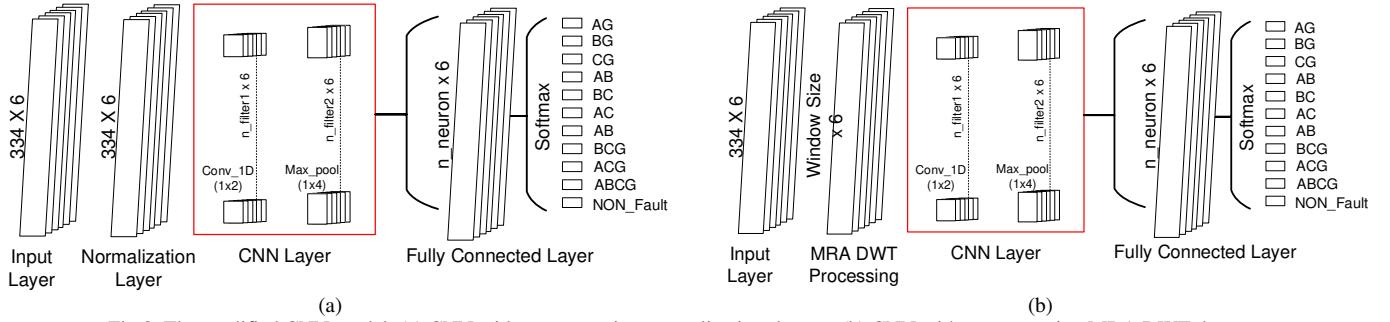 334 X 6
n_filter1 x 6
n_filter2 x 6
Conv_1D
(1x2)
Max_pool
(1x4)
n_neuron x 6
Softmax
AG
BG
CG
AB
BC
AC
AB
BCG
ACG
ABCG
NON_Fault
Input
Layer
Normalization
Layer
CNN Layer
Fully Connected Layer
(a)
334 X 6
Window Size
x 6
n_filter1 x 6
n_filter2 x 6
Conv_1D
(1x2)
Max_pool
(1x4)
n_neuron x 6
Softmax
AG
BG
CG
AB
BC
AC
AB
BCG
ACG
ABCG
NON_Fault
Input
Layer
MRA DWT
Processing
CNN Layer
Fully Connected Layer
(b)